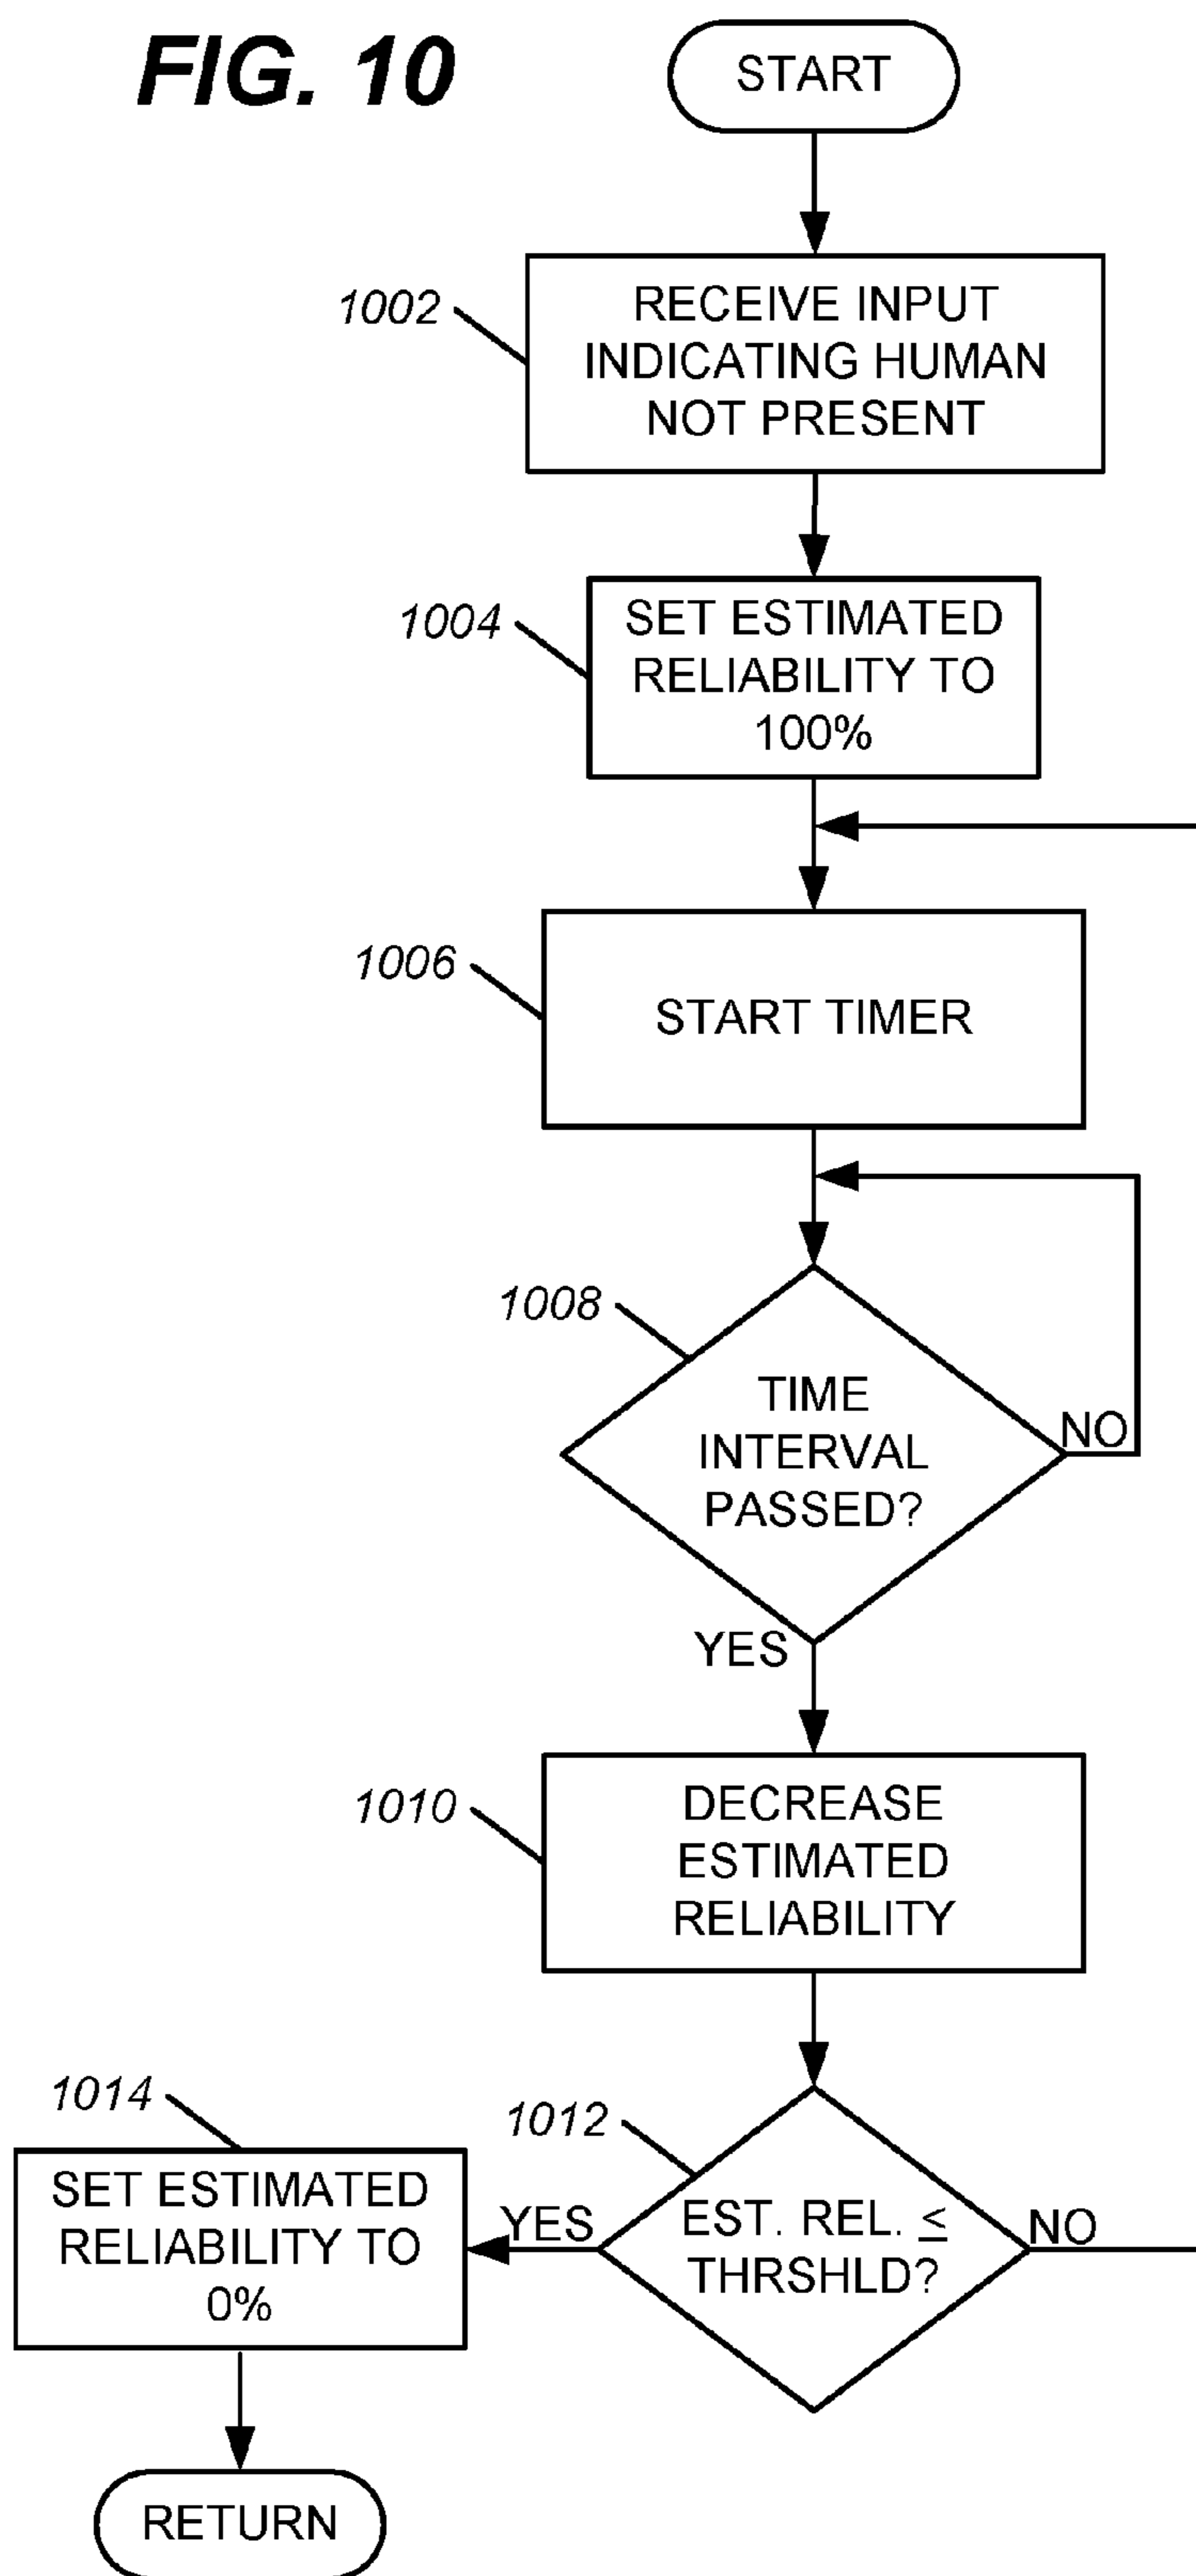 FIG. 10
START
1002
RECEIVE INPUT
INDICATING HUMAN
NOT PRESENT
1004
SET ESTIMATED
RELIABILITY TO
100%
1006
START TIMER
1008
TIME
INTERVAL
PASSED?
NO
YES
1010
DECREASE
ESTIMATED
RELIABILITY
1012
EST. REL. ≤
THRSHLD?
NO
YES
1014
SET ESTIMATED
RELIABILITY TO
0%
RETURN